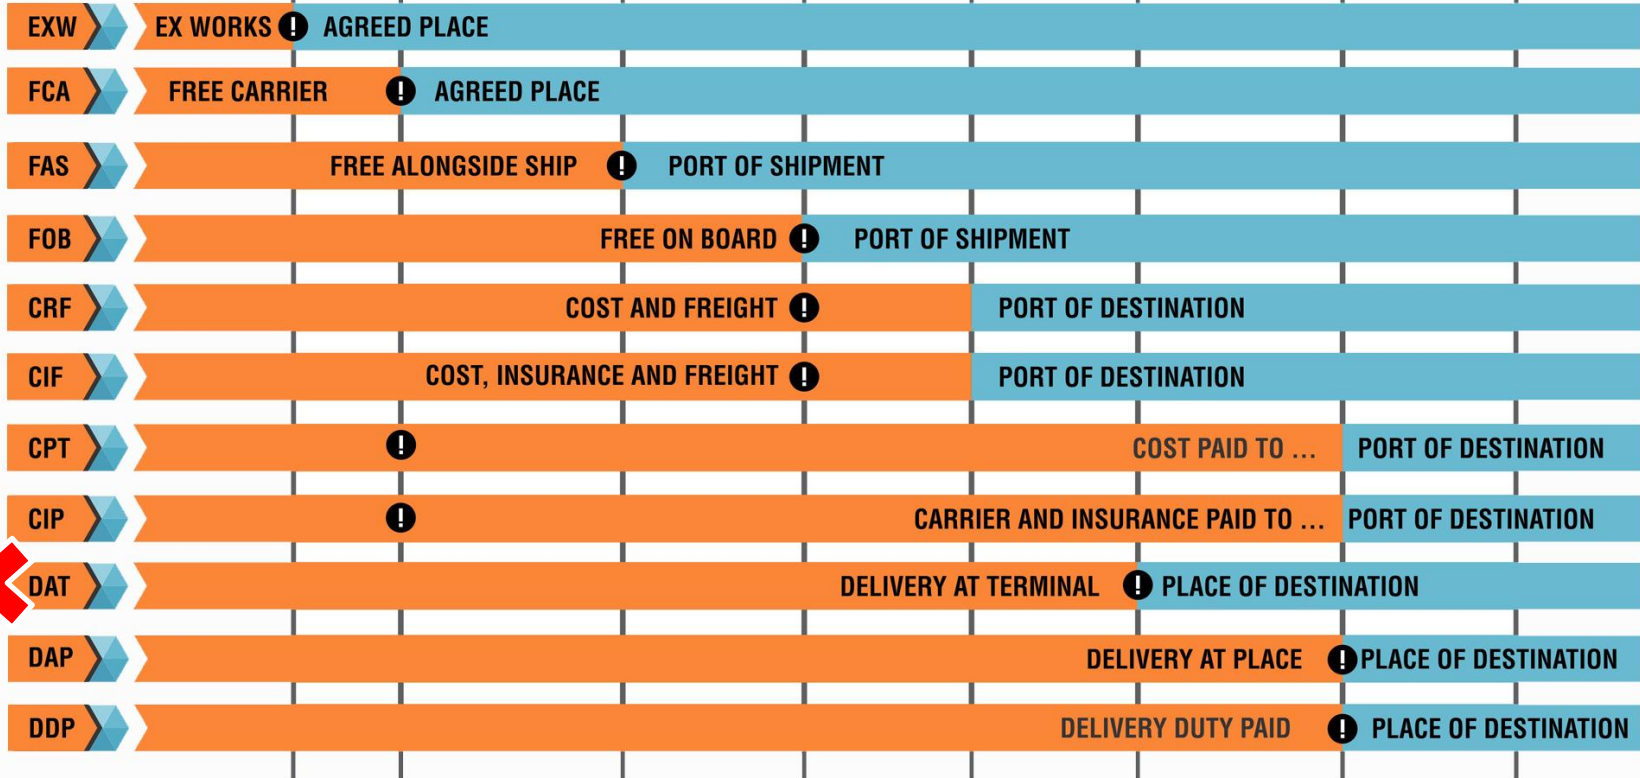 EXW EX WORKS ! AGREED PLACE
FCA FREE CARRIER ! AGREED PLACE
FAS FREE ALONGSIDE SHIP ! PORT OF SHIPMENT
FOB FREE ON BOARD ! PORT OF SHIPMENT
CRF COST AND FREIGHT ! PORT OF DESTINATION
CIF COST, INSURANCE AND FREIGHT ! PORT OF DESTINATION
CPT ! COST PAID TO ... PORT OF DESTINATION
CIP ! CARRIER AND INSURANCE PAID TO ... PORT OF DESTINATION
DAT DELIVERY AT TERMINAL ! PLACE OF DESTINATION
DAP DELIVERY AT PLACE ! PLACE OF DESTINATION
DDP DELIVERY DUTY PAID ! PLACE OF DESTINATION